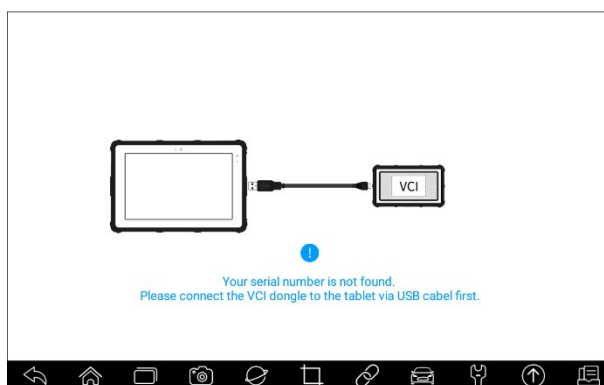 VCI
Your serial number is not found.
Please connect the VCI dongle to the tablet via USB cabel first.